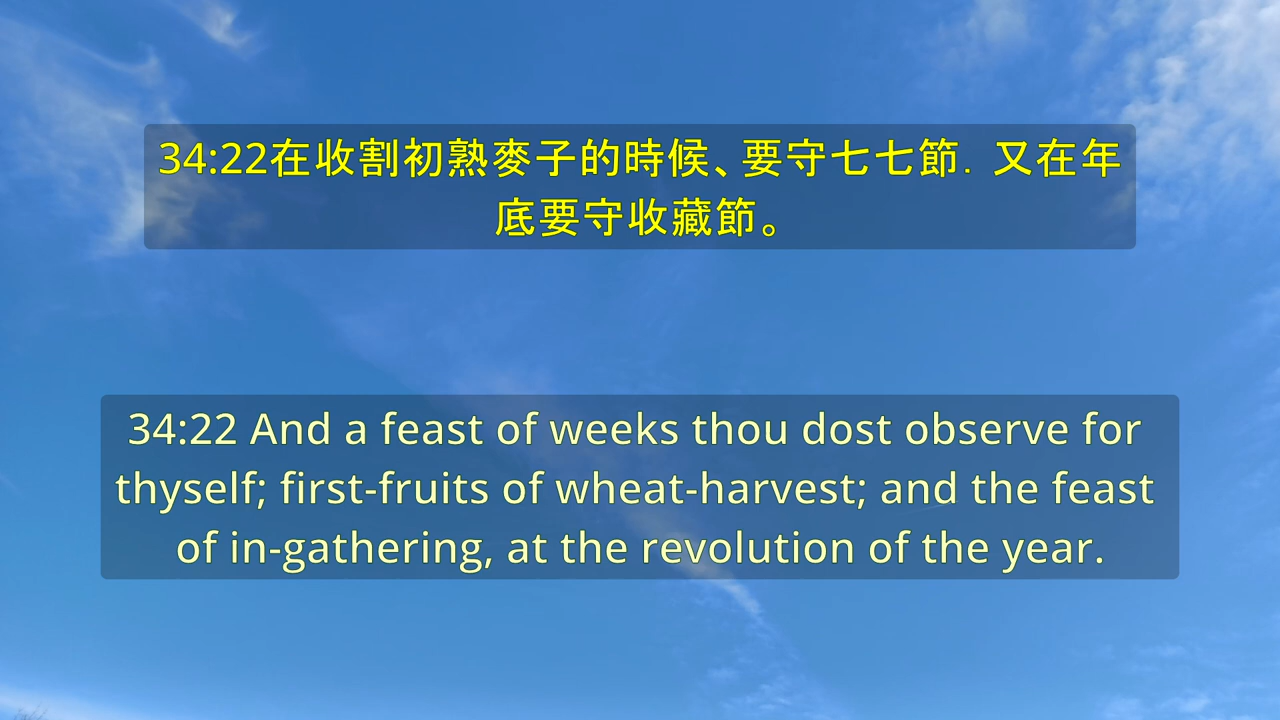 34:22在收割初熟麥子的時候、要守七七節．又在年
底要守收藏節。
34:22 And a feast of weeks thou dost observe for
thyself; first-fruits of wheat-harvest; and the feast
of in-gathering, at the revolution of the year.